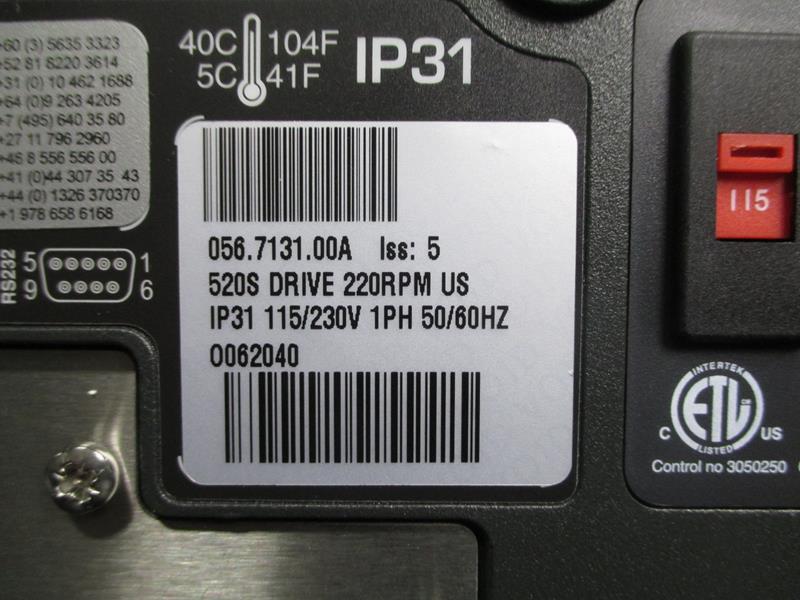 +60 (3) 5635 3323
+52 81 8220 3614
+31 (0) 10 462 1688
+64 (0)9 263 4205
+7 (495) 640 35 80
+27 11 796 2960
+46 8 556 556 00
+41 (0)44 307 35 43
+44 (0) 1326 370370
+1 978 658 6168
RS232
5 1
9 6
40C 104F
5C 41F
IP31
056.7131.00A Iss: 5
520S DRIVE 220RPM US
IP31 115/230V 1PH 50/60HZ
0062040
115
INTERTEK
ETL
C US
LISTED
Control no 3050250